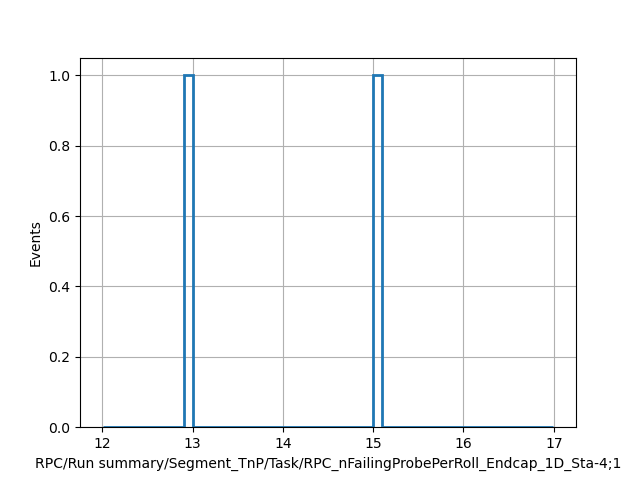 1.0
0.8
0.6
0.4
0.2
0.0
Events
12 13 14 15 16 17
RPC/Run summary/Segment_TnP/Task/RPC_nFailingProbePerRoll_Endcap_1D_Sta-4;1